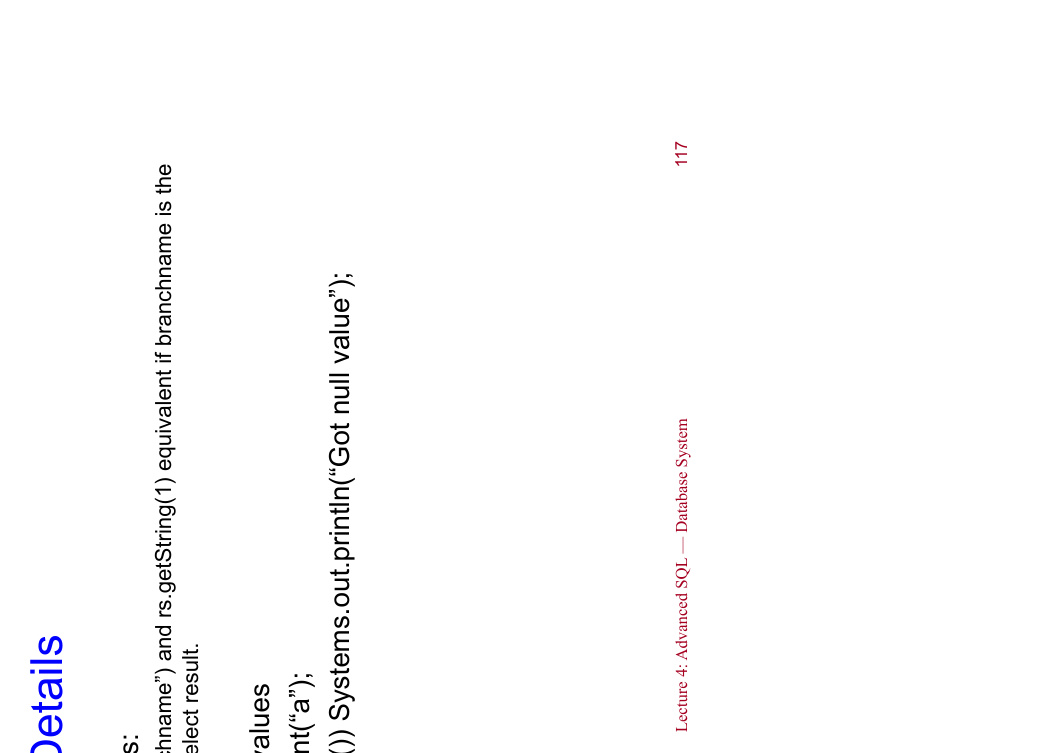 Details
s:
chname”) and rs.getString(1) equivalent if branchname is the
elect result.
values
nt(“a”);
()) Systems.out.println(“Got null value”);
Lecture 4: Advanced SQL — Database System
117